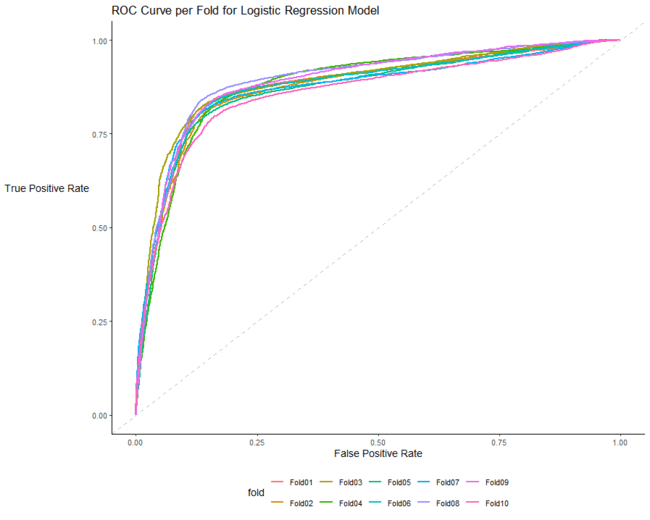 ROC Curve per Fold for Logistic Regression Model
1.00
0.75
True Positive Rate
0.50
0.25
0.00
0.00 0.25 0.50 0.75 1.00
False Positive Rate
fold
Fold01 Fold03 Fold05 Fold07 Fold09
Fold02 Fold04 Fold06 Fold08 Fold10